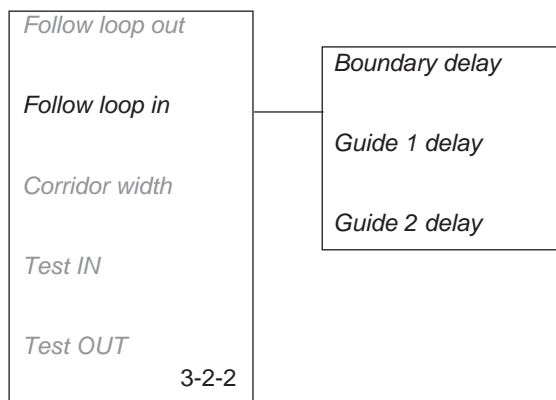 Follow loop out
Follow loop in
Corridor width
Test IN
Test OUT
3-2-2
Boundary delay
Guide 1 delay
Guide 2 delay